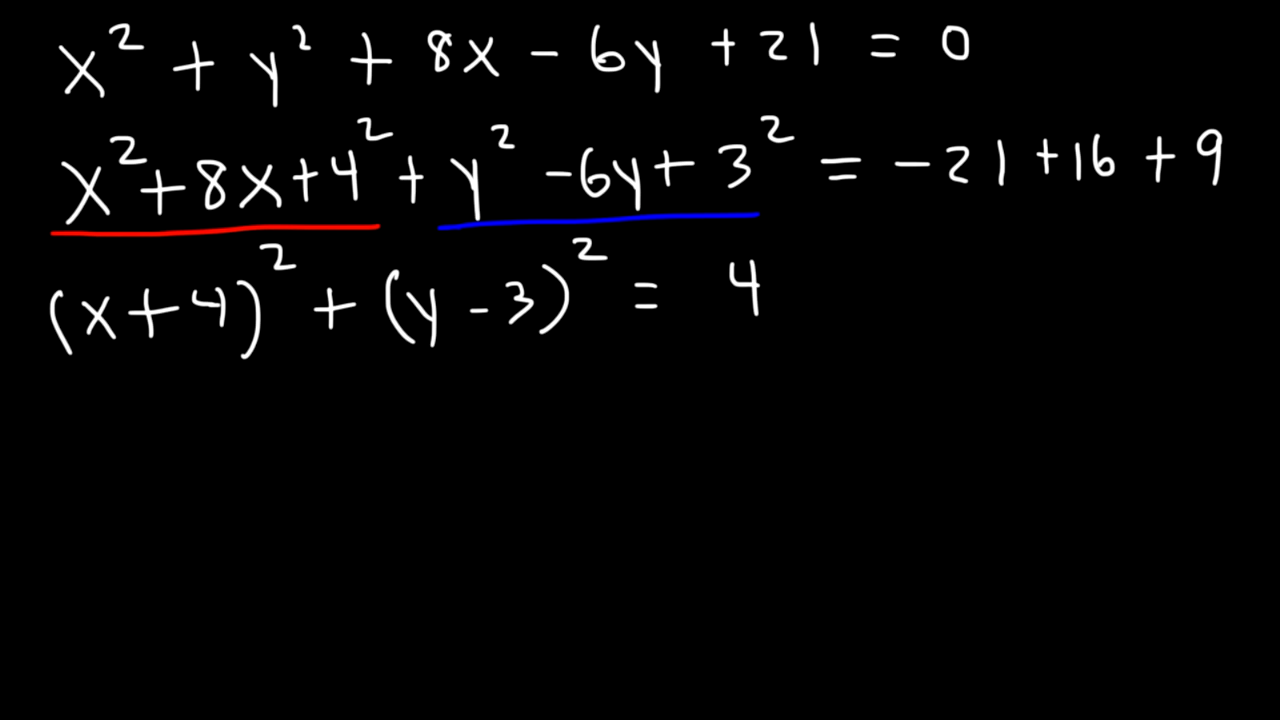 x² + y² + 8x - 6y + 21 = 0
x² + 8x + 4² + y² - 6y + 3² = -21 + 16 + 9
(x + 4)² + (y - 3)² = 4